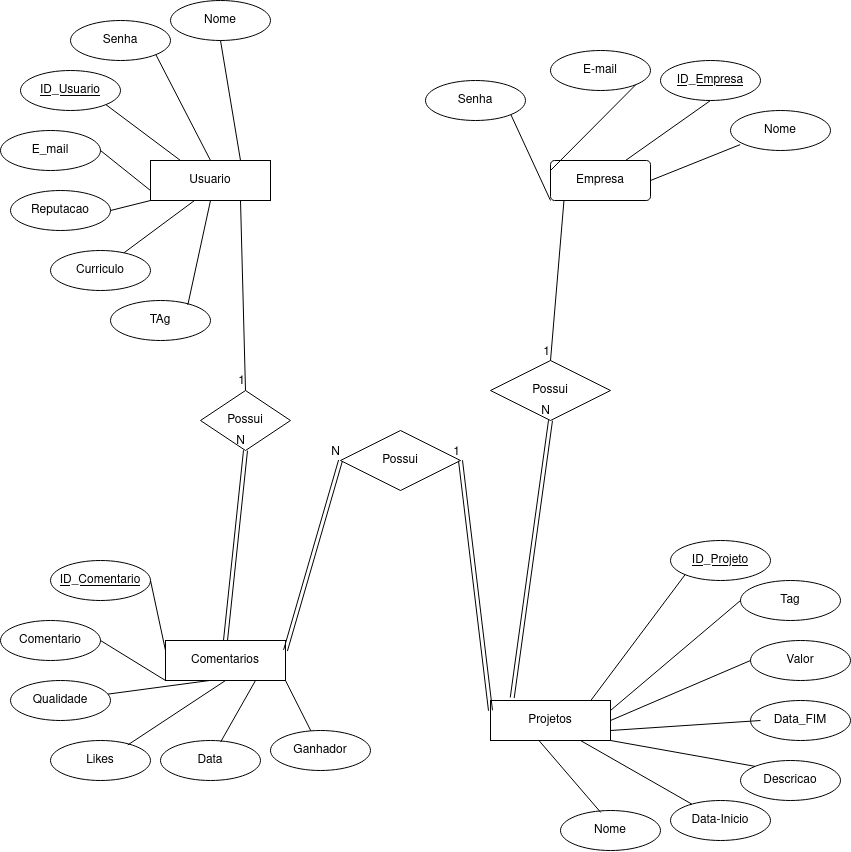 Nome
Senha
ID_Usuario
E_mail
Reputacao
Curriculo
TAg
Usuario
E-mail
Senha
ID_Empresa
Nome
Empresa
1
Possui
N
N
Possui
1
1
Possui
N
ID_Comentario
Comentario
Qualidade
Likes
Data
Ganhador
Comentarios
ID_Projeto
Tag
Valor
Data_FIM
Descricao
Data-Inicio
Nome
Projetos